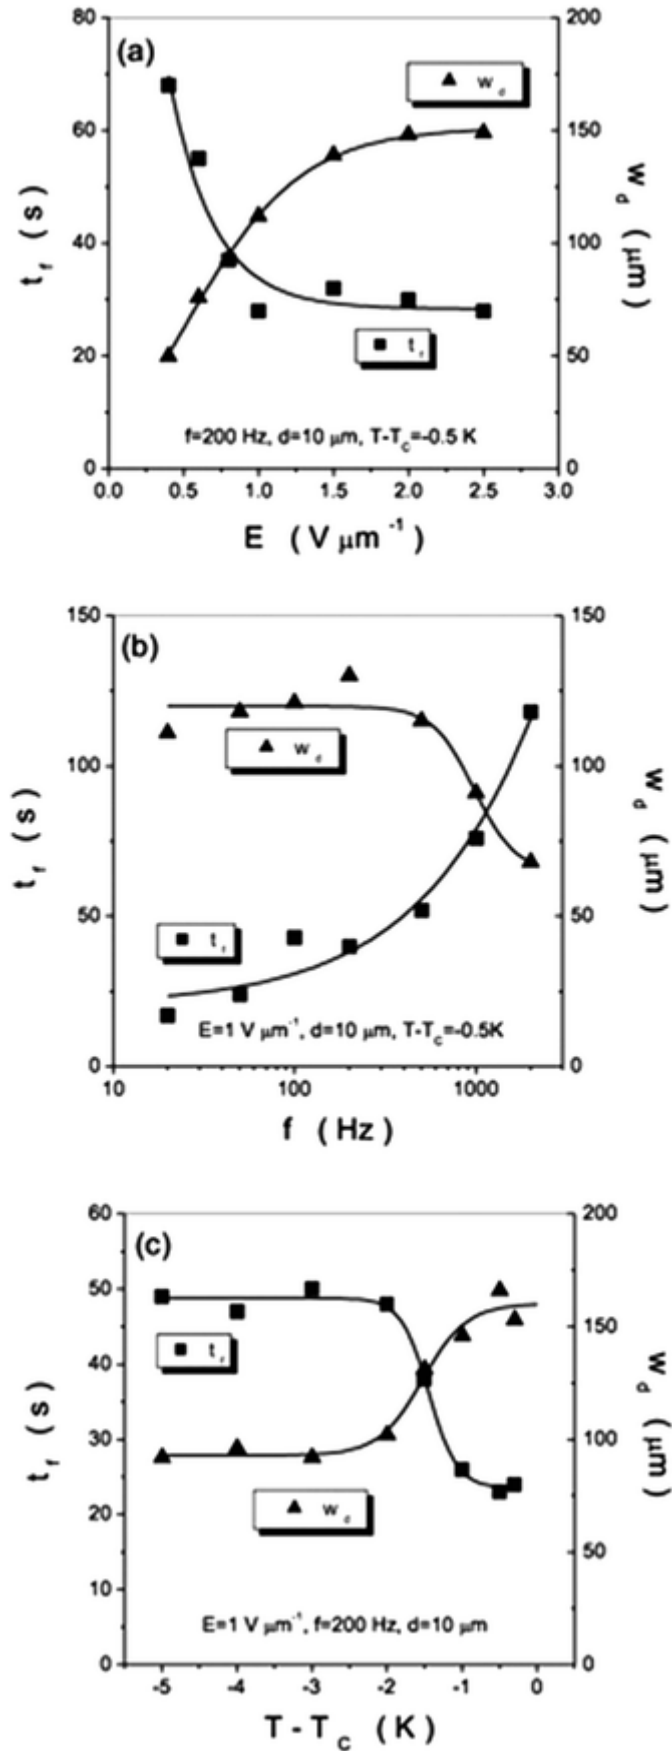 (a)
80
60
40
20
0
t_f (s)
200
150
100
50
0
w_d (μm)
w_d
t_f
f=200 Hz, d=10 μm, T-T_C=-0.5 K
0.0 0.5 1.0 1.5 2.0 2.5 3.0
E (V μm⁻¹)
(b)
150
100
50
0
t_f (s)
150
100
50
0
w_d (μm)
w_d
t_f
E=1 V μm⁻¹, d=10 μm, T-T_C=-0.5K
10 100 1000
f (Hz)
(c)
60
50
40
30
20
10
0
t_f (s)
200
150
100
50
0
w_d (μm)
t_f
w_d
E=1 V μm⁻¹, f=200 Hz, d=10 μm
-5 -4 -3 -2 -1 0
T - T_C (K)